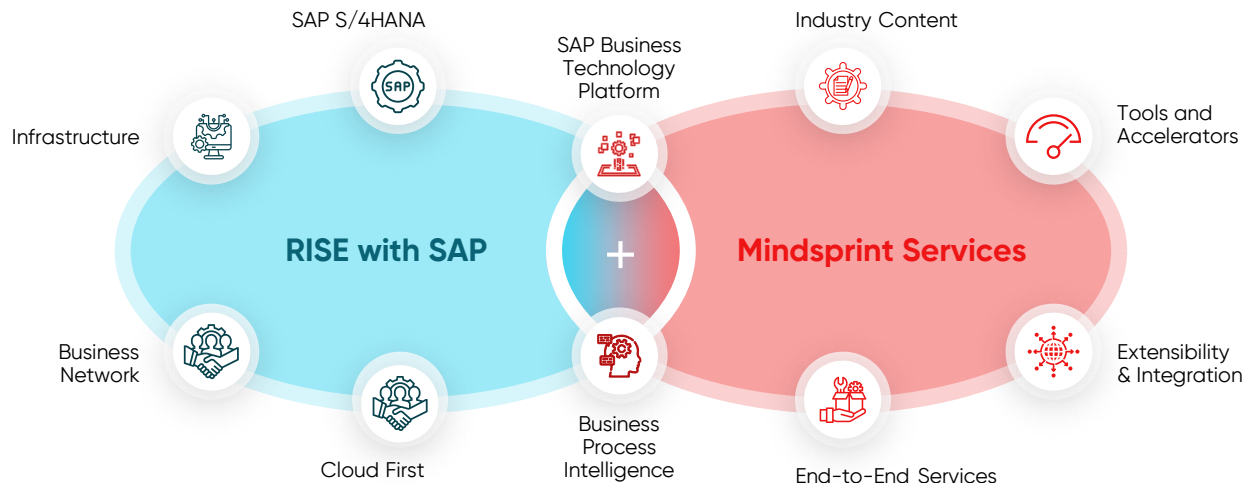 SAP S/4HANA
Industry Content
SAP Business
Technology
Platform
Infrastructure
SAP
Tools and
Accelerators
RISE with SAP
+
Mindsprint Services
Business
Network
Extensibility
& Integration
Cloud First
Business
Process
Intelligence
End-to-End Services